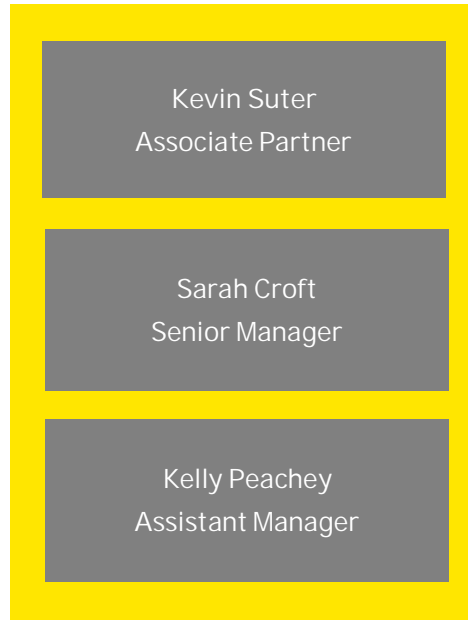 Kevin Suter
Associate Partner
Sarah Croft
Senior Manager
Kelly Peachey
Assistant Manager